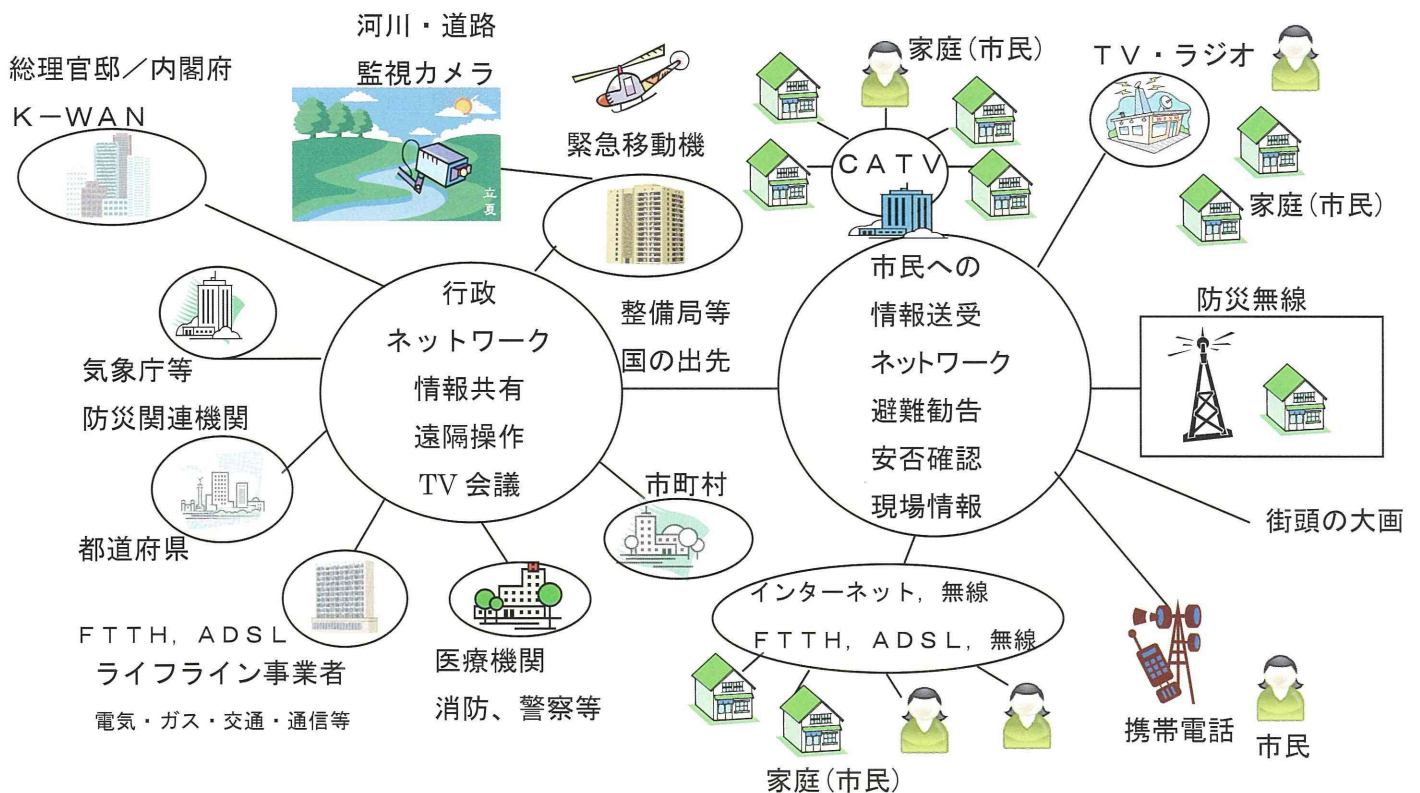 総理官邸／内閣府
Ｋ－ＷＡＮ
河川・道路
監視カメラ
立夏
緊急移動機
家庭(市民)
ＣＡＴＶ
ＴＶ・ラジオ
家庭(市民)
気象庁等
防災関連機関
都道府県
行政
ネットワーク
情報共有
遠隔操作
TV 会議
整備局等
国の出先
市町村
市民への
情報送受
ネットワーク
避難勧告
安否確認
現場情報
防災無線
街頭の大画
ＦＴＴＨ，ＡＤＳＬ
ライフライン事業者
電気・ガス・交通・通信等
H
医療機関
消防、警察等
インターネット，無線
ＦＴＴＨ，ＡＤＳＬ，無線
家庭(市民)
携帯電話
市民